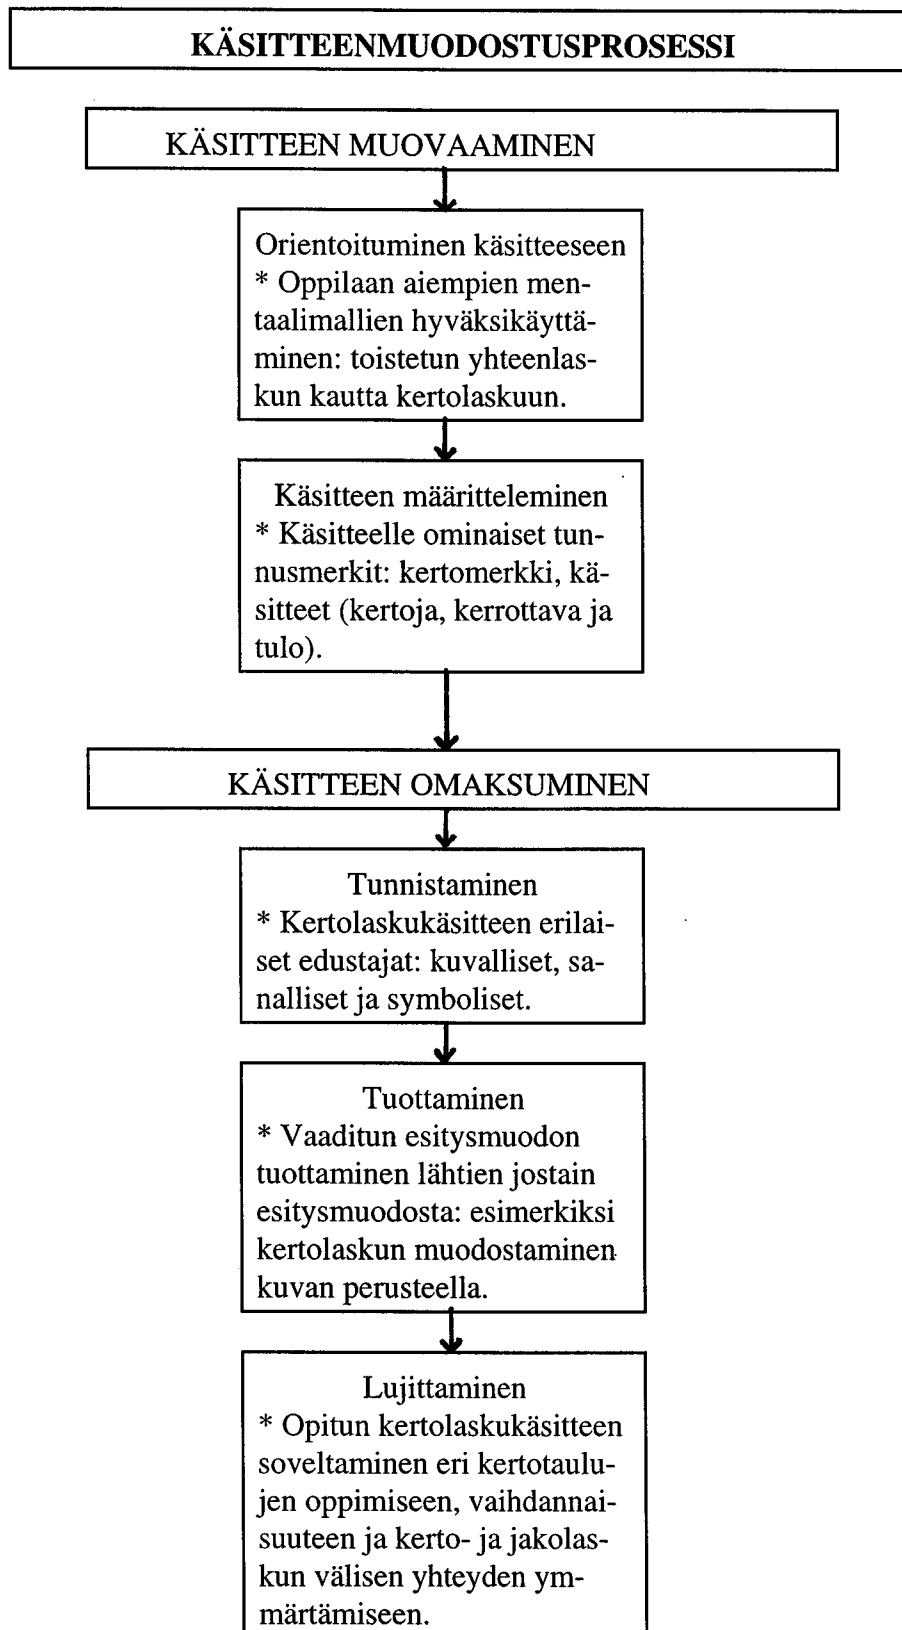 KÄSITTEENMUODOSTUSPROSESSI
KÄSITTEEN MUOVAAMINEN
Orientoituminen käsitteeseen
* Oppilaan aiempien men-
taalimallien hyväksikäyttä-
minen: toistetun yhteenlas-
kun kautta kertolaskuun.
Käsitteen määritteleminen
* Käsitteelle ominaiset tun-
nusmerkit: kertomerkki, kä-
sitteet (kertoja, kerrottava ja
tulo).
KÄSITTEEN OMAKSUMINEN
Tunnistaminen
* Kertolaskukäsitteen erilai-
set edustajat: kuvalliset, sa-
nalliset ja symboliset.
Tuottaminen
* Vaaditun esitysmuodon
tuottaminen lähtien jostain
esitysmuodosta: esimerkiksi
kertolaskun muodostaminen
kuvan perusteella.
Lujittaminen
* Opitun kertolaskukäsitteen
soveltaminen eri kertotaulu-
jen oppimiseen, vaihdannai-
suuteen ja kerto- ja jakolas-
kun välisen yhteyden ym-
märtämiseen.